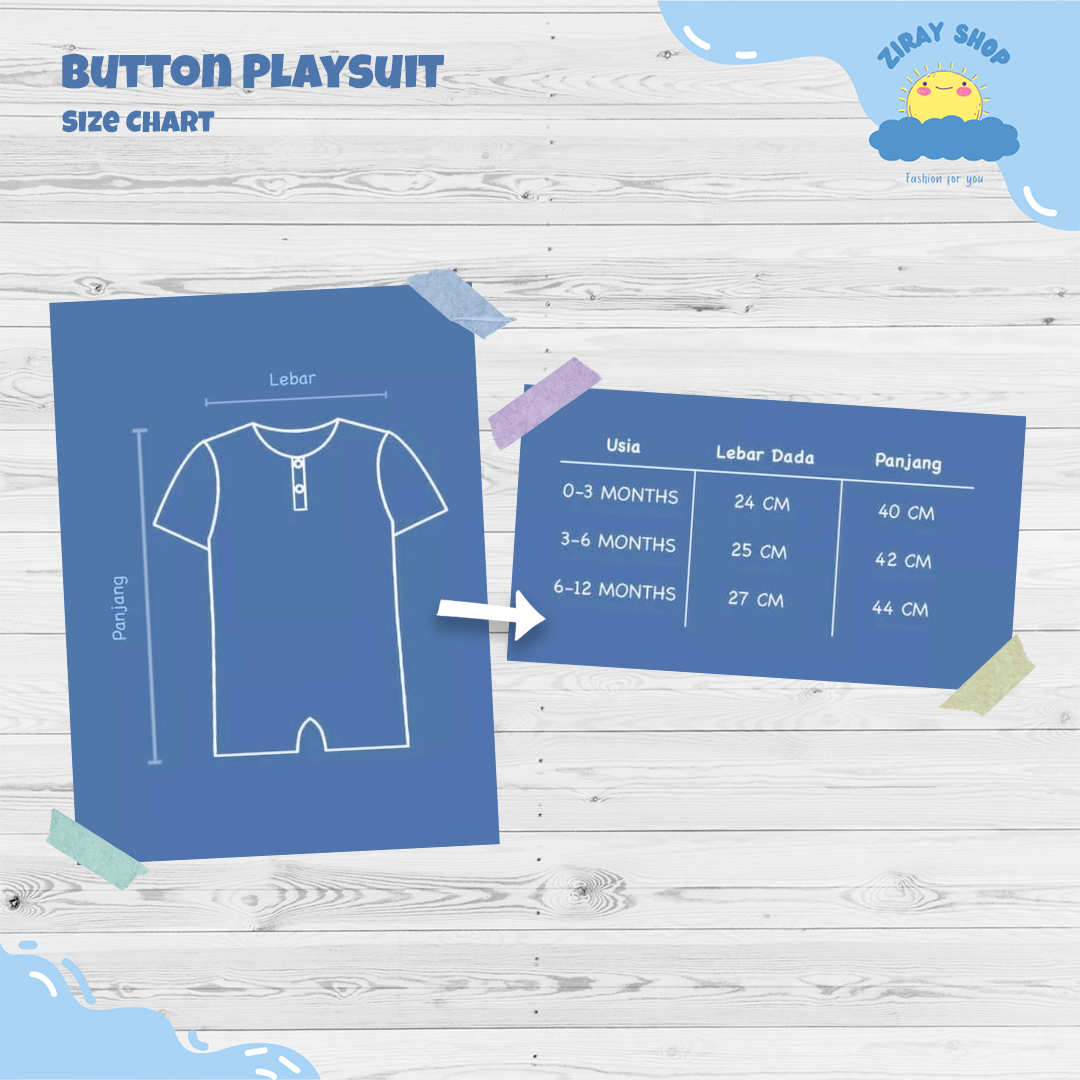 BUTTON PLAYSUIT
SIZE CHART
ZIRAY SHOP
Fashion for you
Lebar
Panjang
Usia Lebar Dada Panjang
0-3 MONTHS 24 CM 40 CM
3-6 MONTHS 25 CM 42 CM
6-12 MONTHS 27 CM 44 CM